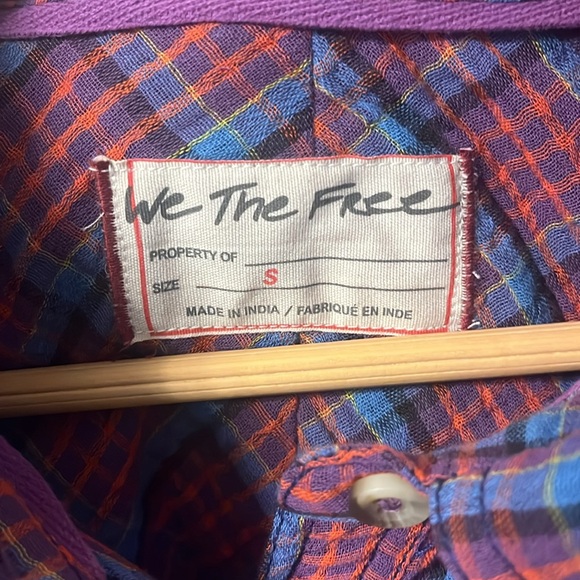 We The Free
PROPERTY OF
SIZE S
MADE IN INDIA / FABRIQUÉ EN INDE